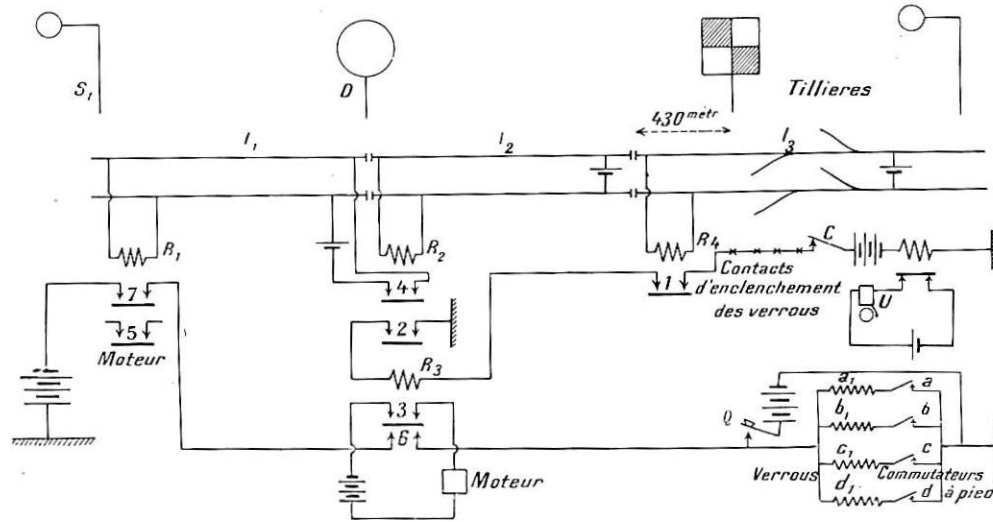 S₁
D
Tillieres
430 mètr
I₁
I₂
I₃
R₁
R₂
R₄
C
Contacts
d'enclenchement
des verrous
7
4
1
5
2
U
Moteur
R₃
3
6
Q
a₁
a
b₁
b
c₁
c
d₁
d
Moteur
Verrous
Commutateurs
à pied